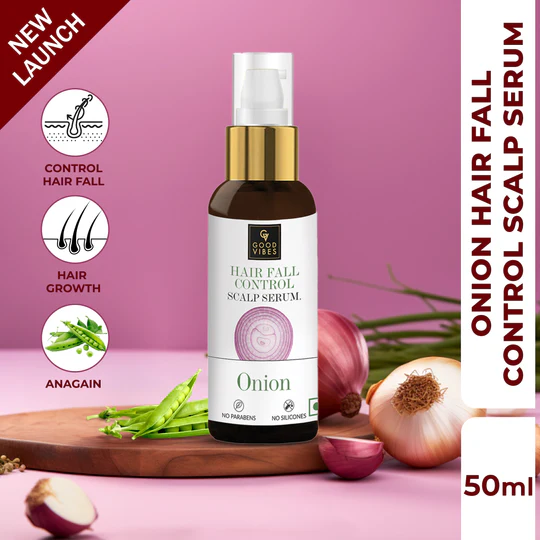 NEW
LAUNCH
CONTROL
HAIR FALL
HAIR
GROWTH
ANAGAIN
GV
GOOD
VIBES
HAIR FALL
CONTROL
SCALP SERUM.
Onion
NO PARABENS
NO SILICONES
ONION HAIR FALL
CONTROL SCALP SERUM
50ml